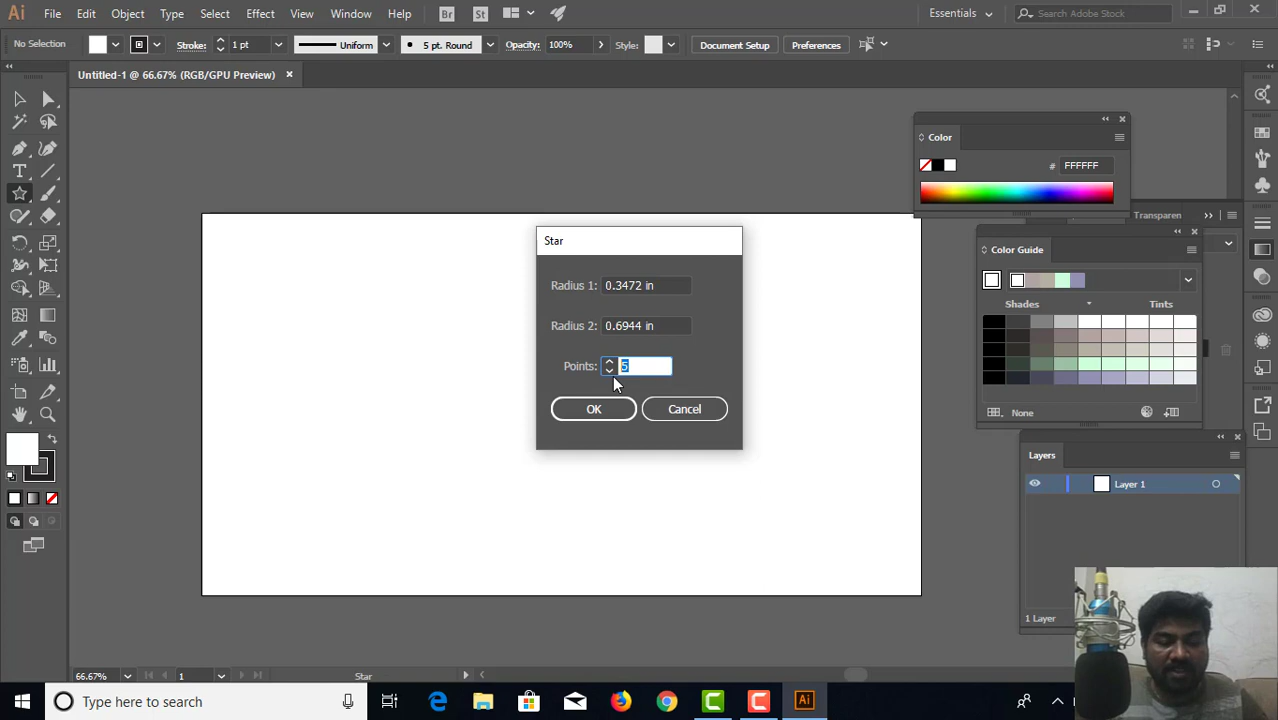 Ai File Edit Object Type Select Effect View Window Help Br St Essentials Search Adobe Stock
No Selection Stroke: 1 pt Uniform 5 pt. Round Opacity: 100% Style: Document Setup Preferences
Untitled-1 @ 66.67% (RGB/GPU Preview)
Color
# FFFFFF
Transparen
Star
Color Guide
Radius 1: 0.3472 in
Shades Tints
Radius 2: 0.6944 in
Points: 5
OK Cancel
None
Layers
Layer 1
1 Layer
66.67% 1 Star
Type here to search Ai